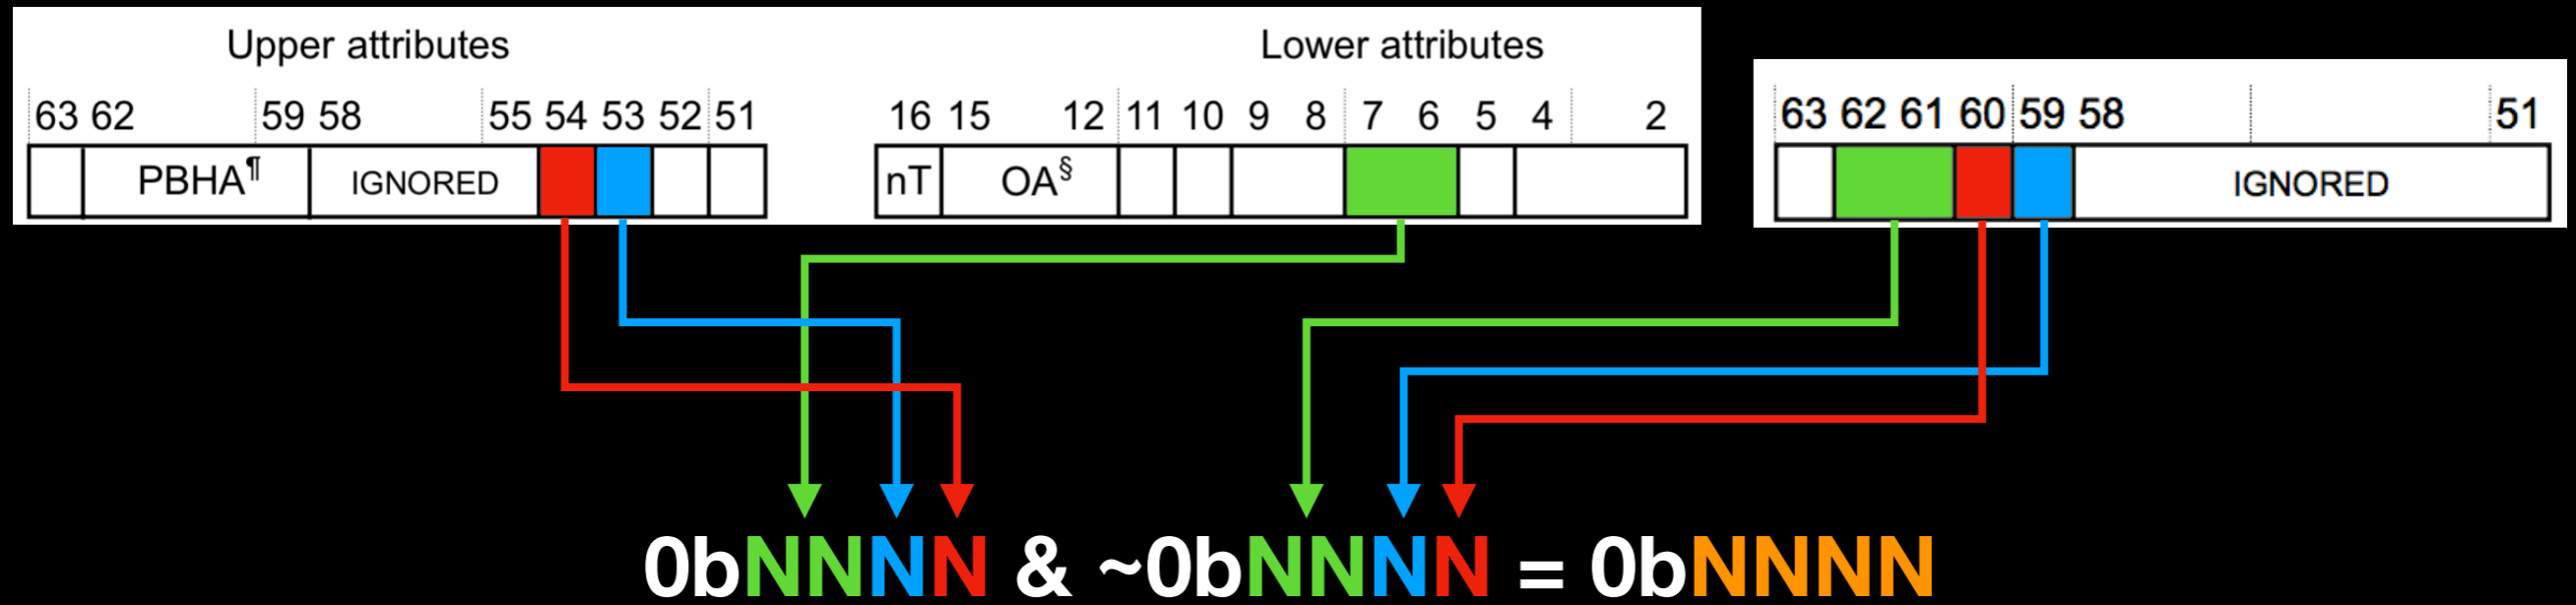 Upper attributes
Lower attributes
63 62 59 58 55 54 53 52 51
16 15 12 11 10 9 8 7 6 5 4 2
63 62 61 60 59 58 51
PBHA¶ IGNORED
nT OA§
IGNORED
0bNNNN & ~0bNNNN = 0bNNNN